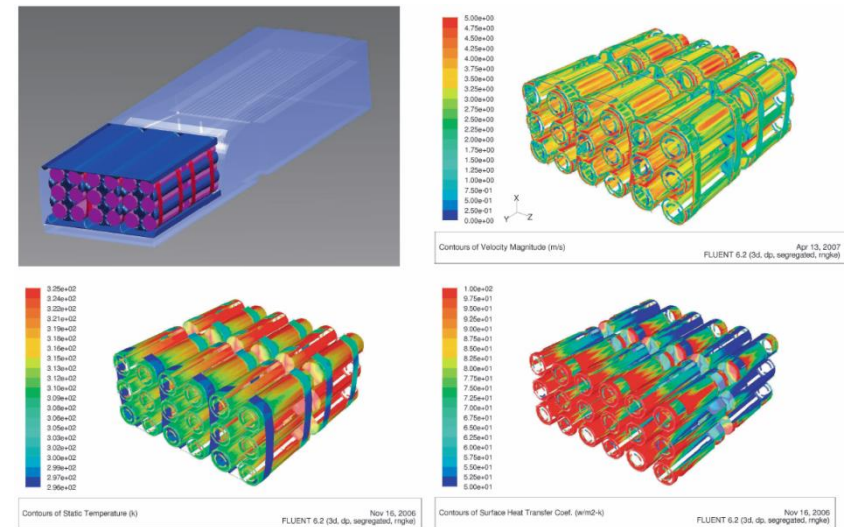 5.00e+00
4.75e+00
4.50e+00
4.25e+00
4.00e+00
3.75e+00
3.50e+00
3.25e+00
3.00e+00
2.75e+00
2.50e+00
2.25e+00
2.00e+00
1.75e+00
1.50e+00
1.25e+00
1.00e+00
7.50e-01
5.00e-01
2.50e-01
0.00e+00
X
Y
Z
Contours of Velocity Magnitude (m/s)
Apr 13, 2007
FLUENT 6.2 (3d, dp, segregated, rngke)
3.25e+02
3.24e+02
3.22e+02
3.21e+02
3.19e+02
3.18e+02
3.16e+02
3.15e+02
3.13e+02
3.12e+02
3.10e+02
3.09e+02
3.08e+02
3.06e+02
3.05e+02
3.03e+02
3.02e+02
3.00e+02
2.99e+02
2.97e+02
2.96e+02
Contours of Static Temperature (k)
Nov 16, 2006
FLUENT 6.2 (3d, dp, segregated, rngke)
1.00e+02
9.75e+01
9.50e+01
9.25e+01
9.00e+01
8.75e+01
8.50e+01
8.25e+01
8.00e+01
7.75e+01
7.50e+01
7.25e+01
7.00e+01
6.75e+01
6.50e+01
6.25e+01
6.00e+01
5.75e+01
5.50e+01
5.25e+01
5.00e+01
Contours of Surface Heat Transfer Coef. (w/m2-k)
Nov 16, 2006
FLUENT 6.2 (3d, dp, segregated, rngke)